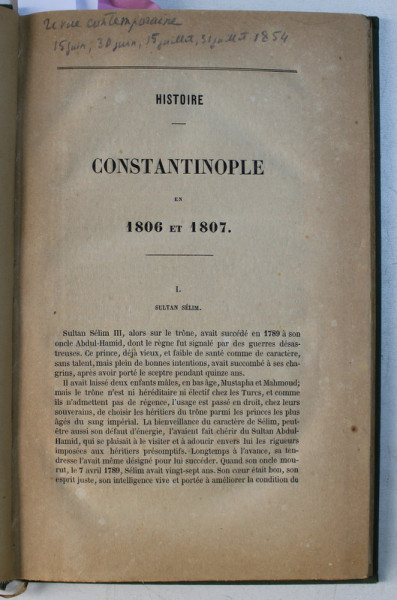 Revue contemporaine
15 juin, 30 juin, 15 juillet, 31 juillet 1854
HISTOIRE
CONSTANTINOPLE
EN
1806 ET 1807.
I.
SULTAN SÉLIM.
Sultan Sélim III, alors sur le trône, avait succédé en 1789 à son
oncle Abdul-Hamid, dont le règne fut signalé par des guerres désas-
treuses. Ce prince, déjà vieux, et faible de santé comme de caractère,
sans talent, mais plein de bonnes intentions, avait succombé à ses cha-
grins, après avoir porté le sceptre pendant quinze ans.
Il avait laissé deux enfants mâles, en bas âge, Mustapha et Mahmoud;
mais le trône n'est ni héréditaire ni électif chez les Turcs, et comme
ils n'admettent pas de régence, l'usage est passé en droit, chez leurs
souverains, de choisir les héritiers du trône parmi les princes les plus
âgés du sang impérial. La bienveillance du caractère de Sélim, peut-
être aussi son défaut d'énergie, l'avaient fait chérir du Sultan Abdul-
Hamid, qui se plaisait à le visiter et à adoucir envers lui les rigueurs
imposées aux héritiers présomptifs. Longtemps à l'avance, sa ten-
dresse l'avait même désigné pour lui succéder. Quand son oncle mou-
rut, le 7 avril 1789, Sélim avait vingt-sept ans. Son cœur était bon, son
esprit juste, son intelligence vive et portée à améliorer la condition de